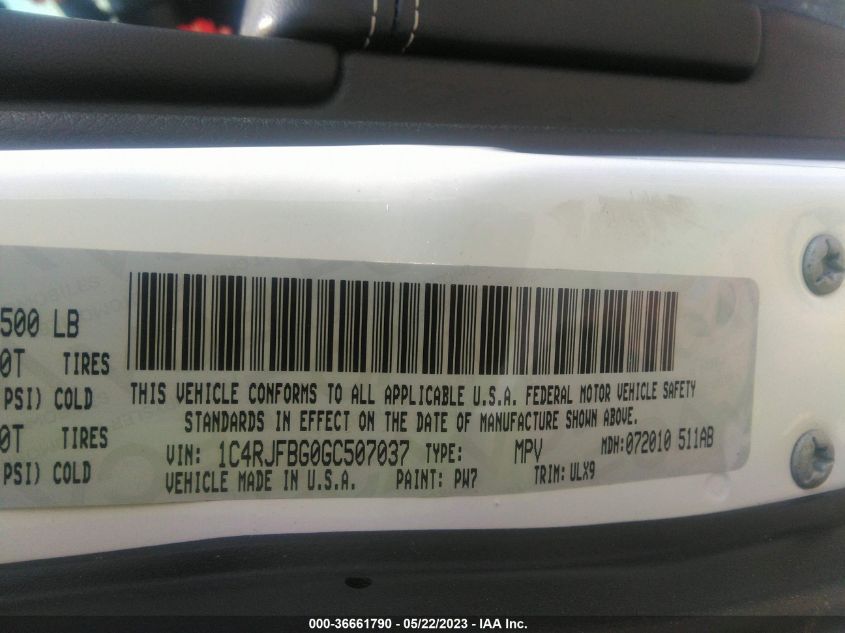 500 LB
0T TIRES
PSI) COLD
0T TIRES
PSI) COLD
THIS VEHICLE CONFORMS TO ALL APPLICABLE U.S.A. FEDERAL MOTOR VEHICLE SAFETY
STANDARDS IN EFFECT ON THE DATE OF MANUFACTURE SHOWN ABOVE.
VIN: 1C4RJFBG0GC507037 TYPE: MPV MDH:072010 511AB
VEHICLE MADE IN U.S.A. PAINT: PW7 TRIM:ULX9
000-36661790 - 05/22/2023 - IAA Inc.